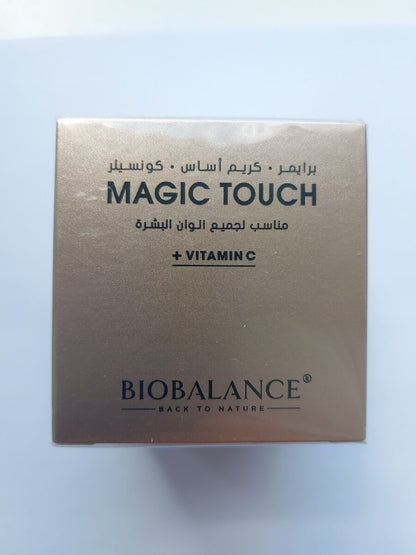 برايمر • كريم أساس • كونسيلر
MAGIC TOUCH
مناسب لجميع الوان البشرة
+ VITAMIN C
BIOBALANCE®
BACK TO NATURE